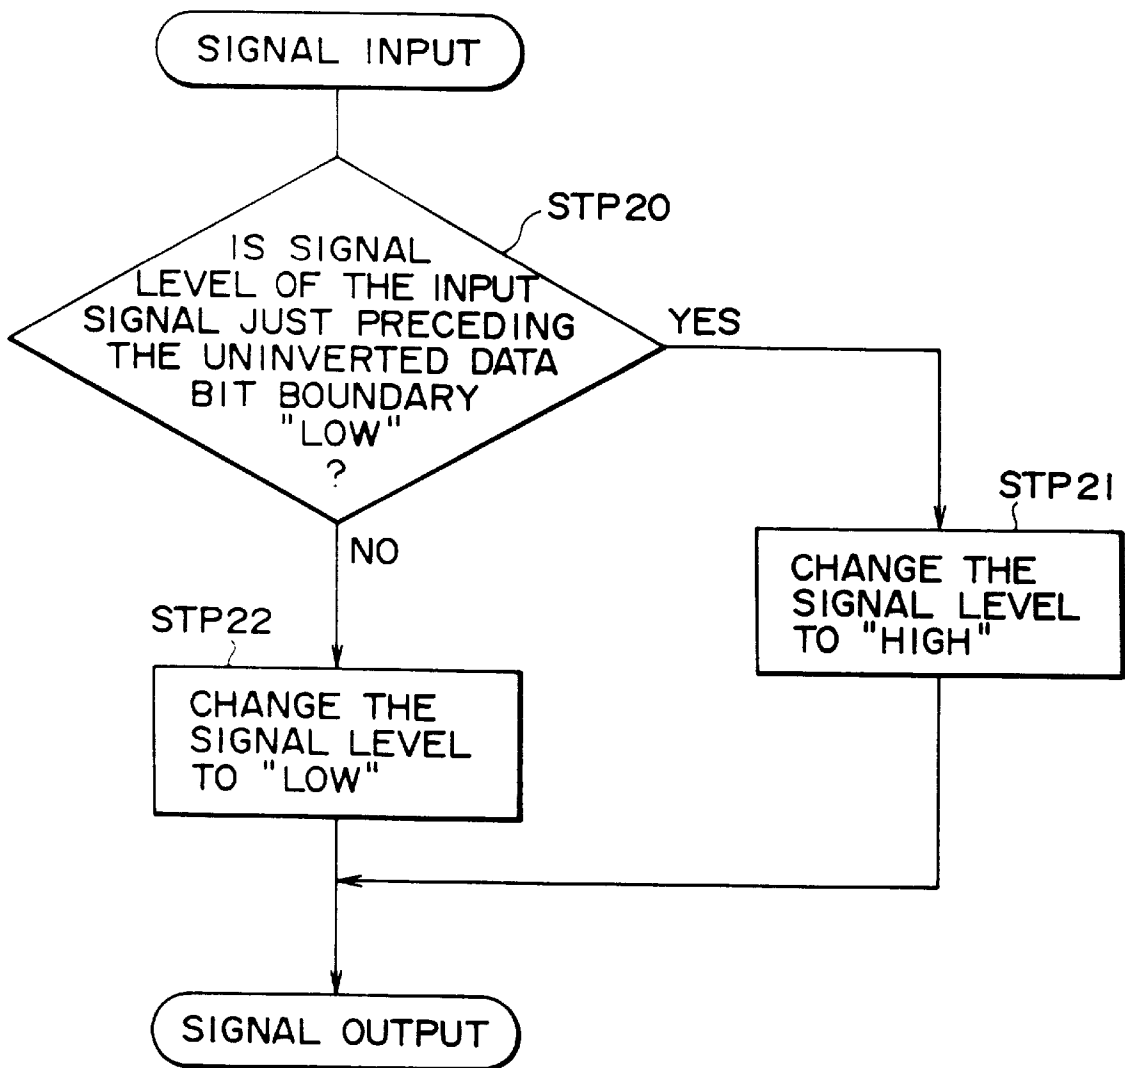 SIGNAL INPUT
STP20
IS SIGNAL
LEVEL OF THE INPUT
SIGNAL JUST PRECEDING
THE UNINVERTED DATA
BIT BOUNDARY
"LOW"
?
YES
NO
STP21
CHANGE THE
SIGNAL LEVEL
TO "HIGH"
STP22
CHANGE THE
SIGNAL LEVEL
TO "LOW"
SIGNAL OUTPUT